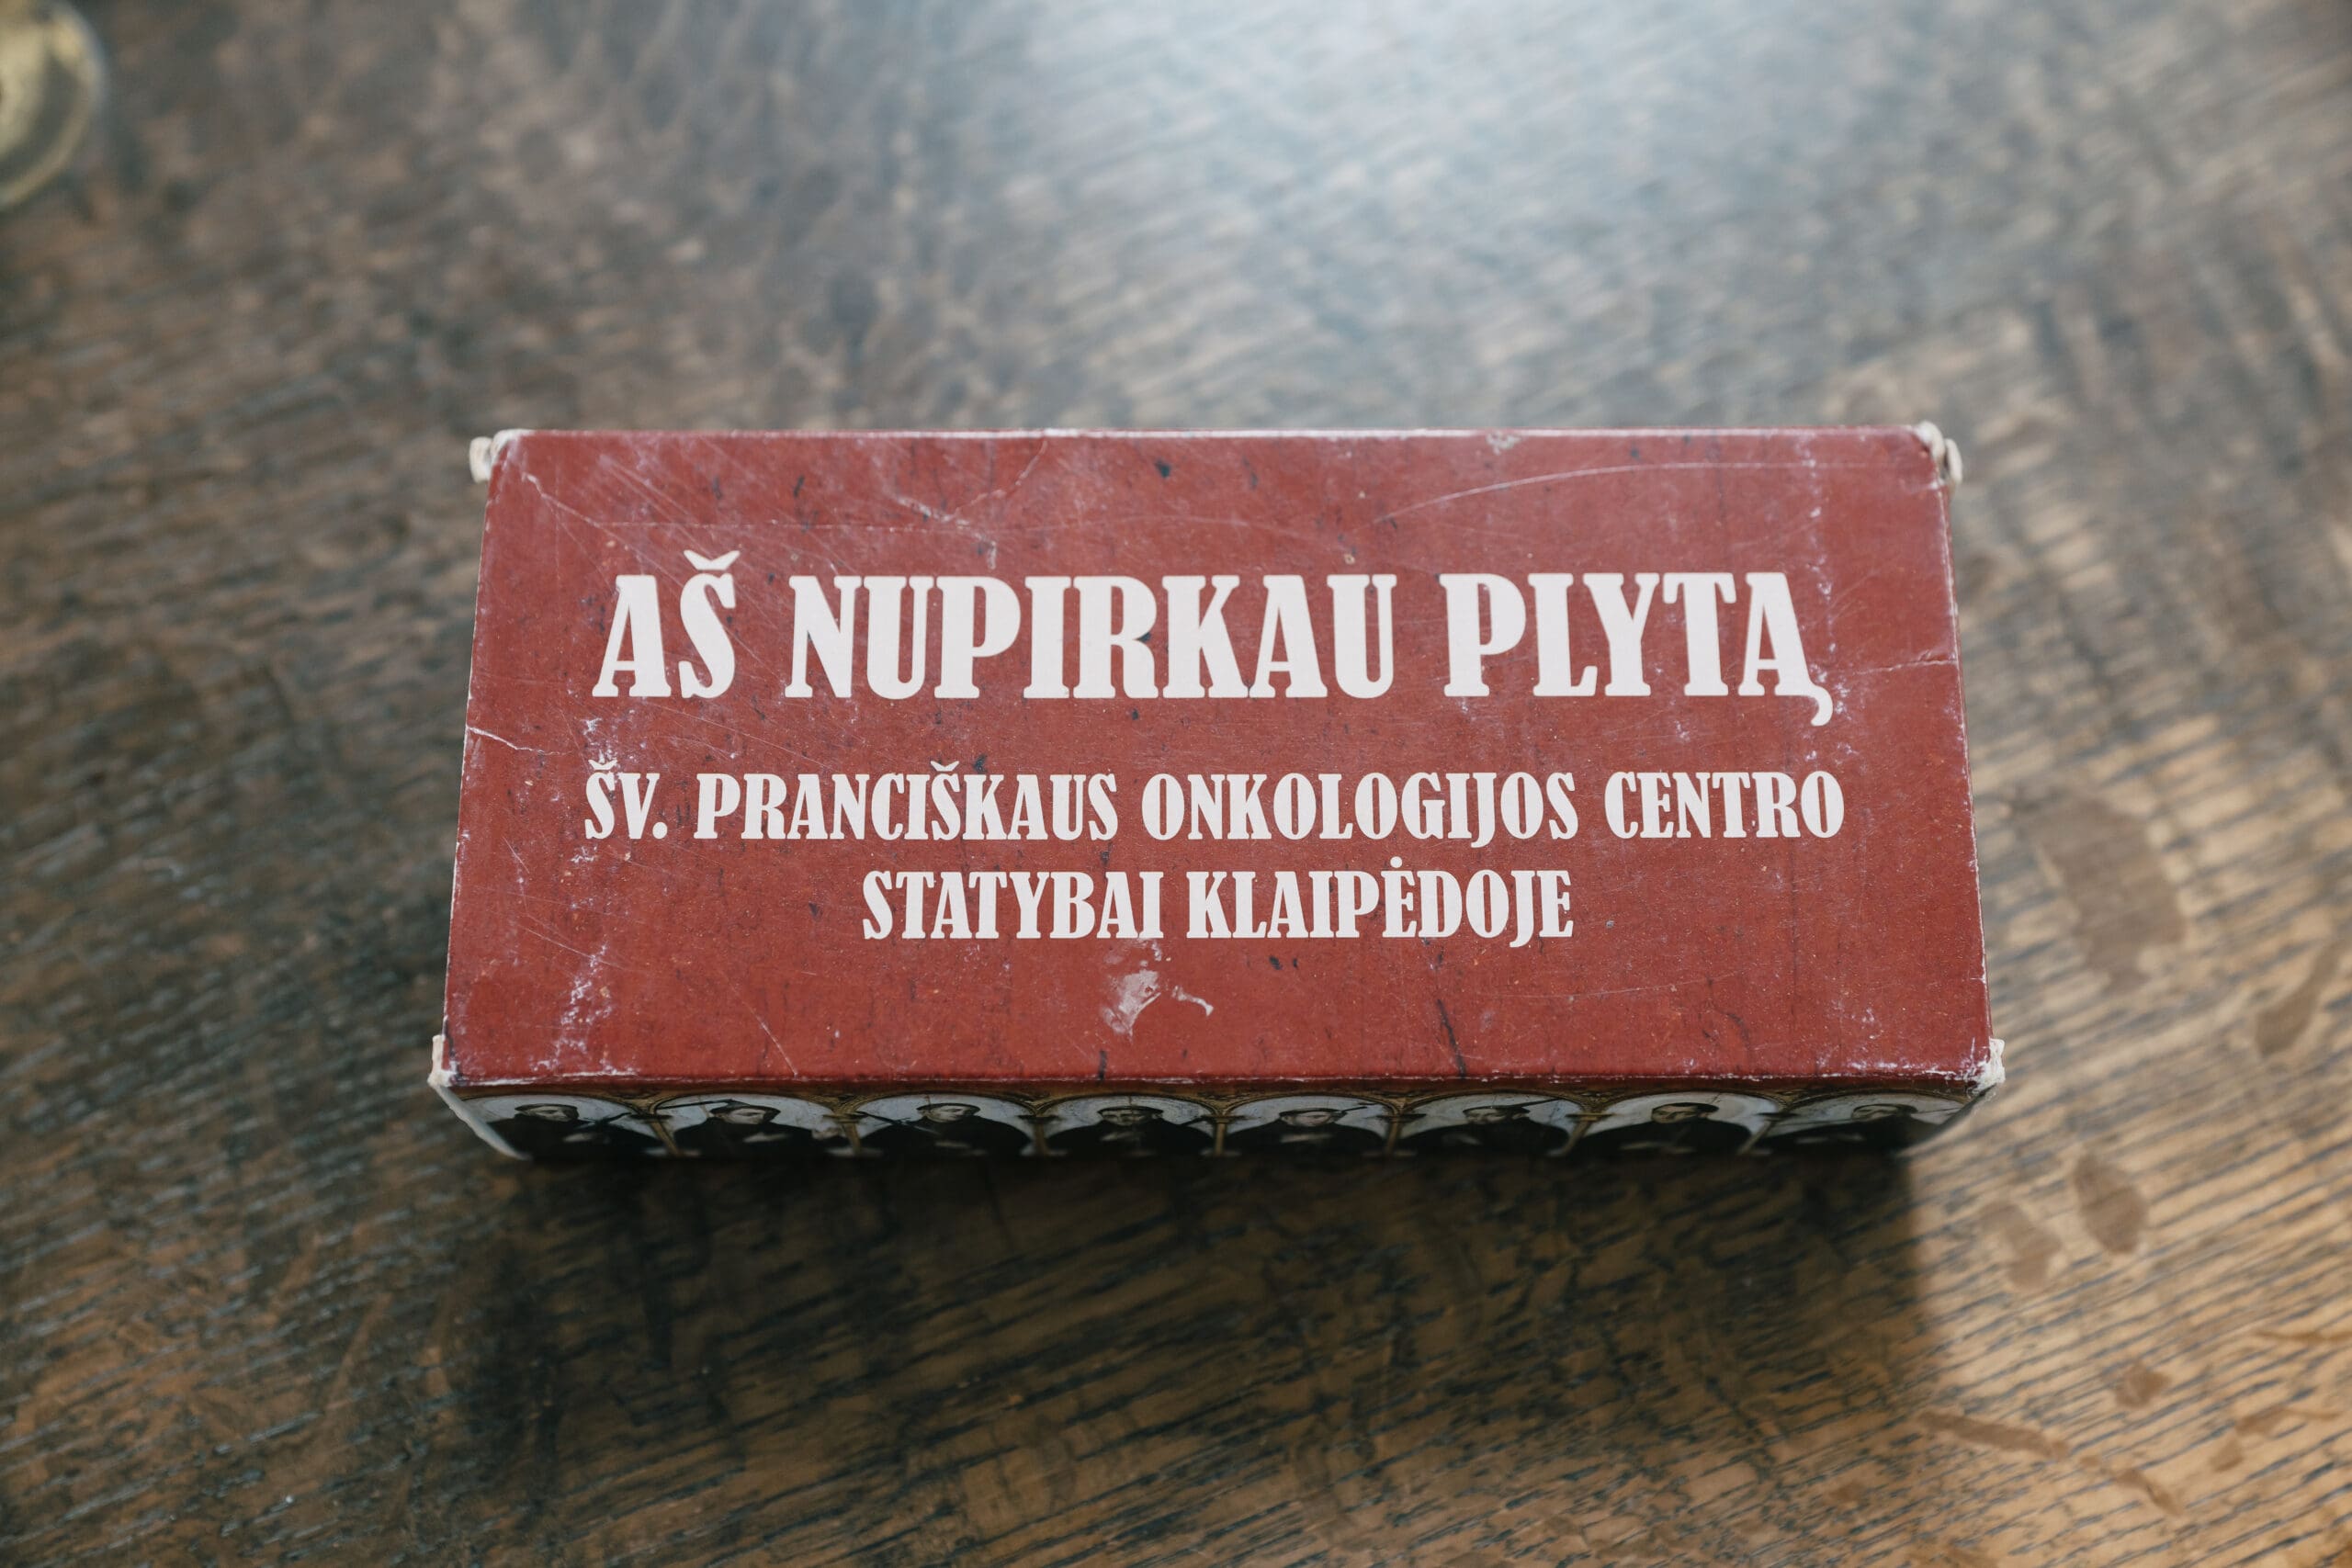 AŠ NUPIRKAU PLYTĄ
ŠV. PRANCIŠKAUS ONKOLOGIJOS CENTRO
STATYBAI KLAIPĖDOJE